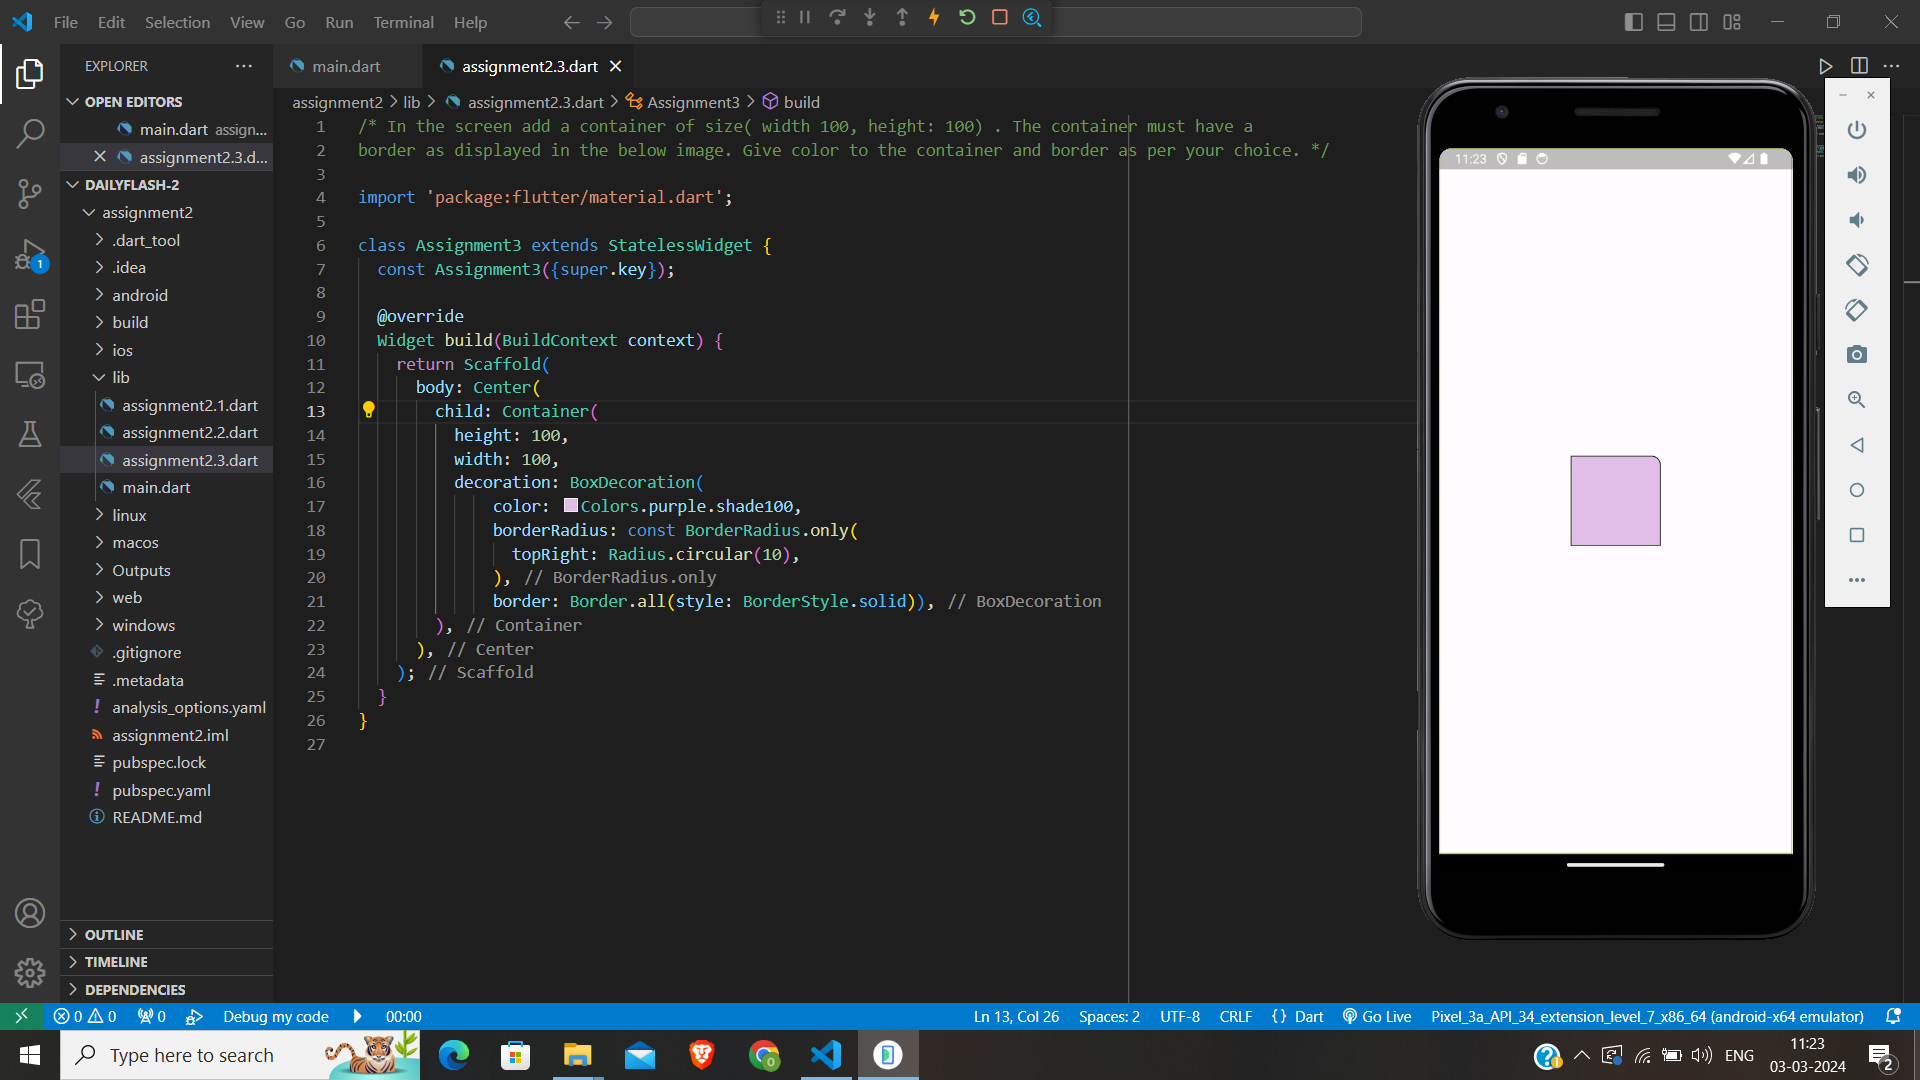 File Edit Selection View Go Run Terminal Help
EXPLORER
OPEN EDITORS
main.dart assign...
assignment2.3.d...
DAILYFLASH-2
assignment2
.dart_tool
.idea
android
build
ios
lib
assignment2.1.dart
assignment2.2.dart
assignment2.3.dart
main.dart
linux
macos
Outputs
web
windows
.gitignore
.metadata
analysis_options.yaml
assignment2.iml
pubspec.lock
pubspec.yaml
README.md
OUTLINE
TIMELINE
DEPENDENCIES
1
main.dart
assignment2.3.dart
assignment2 > lib > assignment2.3.dart > Assignment3 > build
1 /* In the screen add a container of size( width 100, height: 100) . The container must have a
2 border as displayed in the below image. Give color to the container and border as per your choice. */
3
4 import 'package:flutter/material.dart';
5
6 class Assignment3 extends StatelessWidget {
7 const Assignment3({super.key});
8
9 @override
10 Widget build(BuildContext context) {
11 return Scaffold(
12 body: Center(
13 child: Container(
14 height: 100,
15 width: 100,
16 decoration: BoxDecoration(
17 color: Colors.purple.shade100,
18 borderRadius: const BorderRadius.only(
19 topRight: Radius.circular(10),
20 ), // BorderRadius.only
21 border: Border.all(style: BorderStyle.solid)), // BoxDecoration
22 ), // Container
23 ), // Center
24 ); // Scaffold
25 }
26 }
27
11:23
0 0 0 Debug my code 00:00 Ln 13, Col 26 Spaces: 2 UTF-8 CRLF {} Dart Go Live Pixel_3a_API_34_extension_level_7_x86_64 (android-x64 emulator)
Type here to search
ENG
11:23
03-03-2024
2